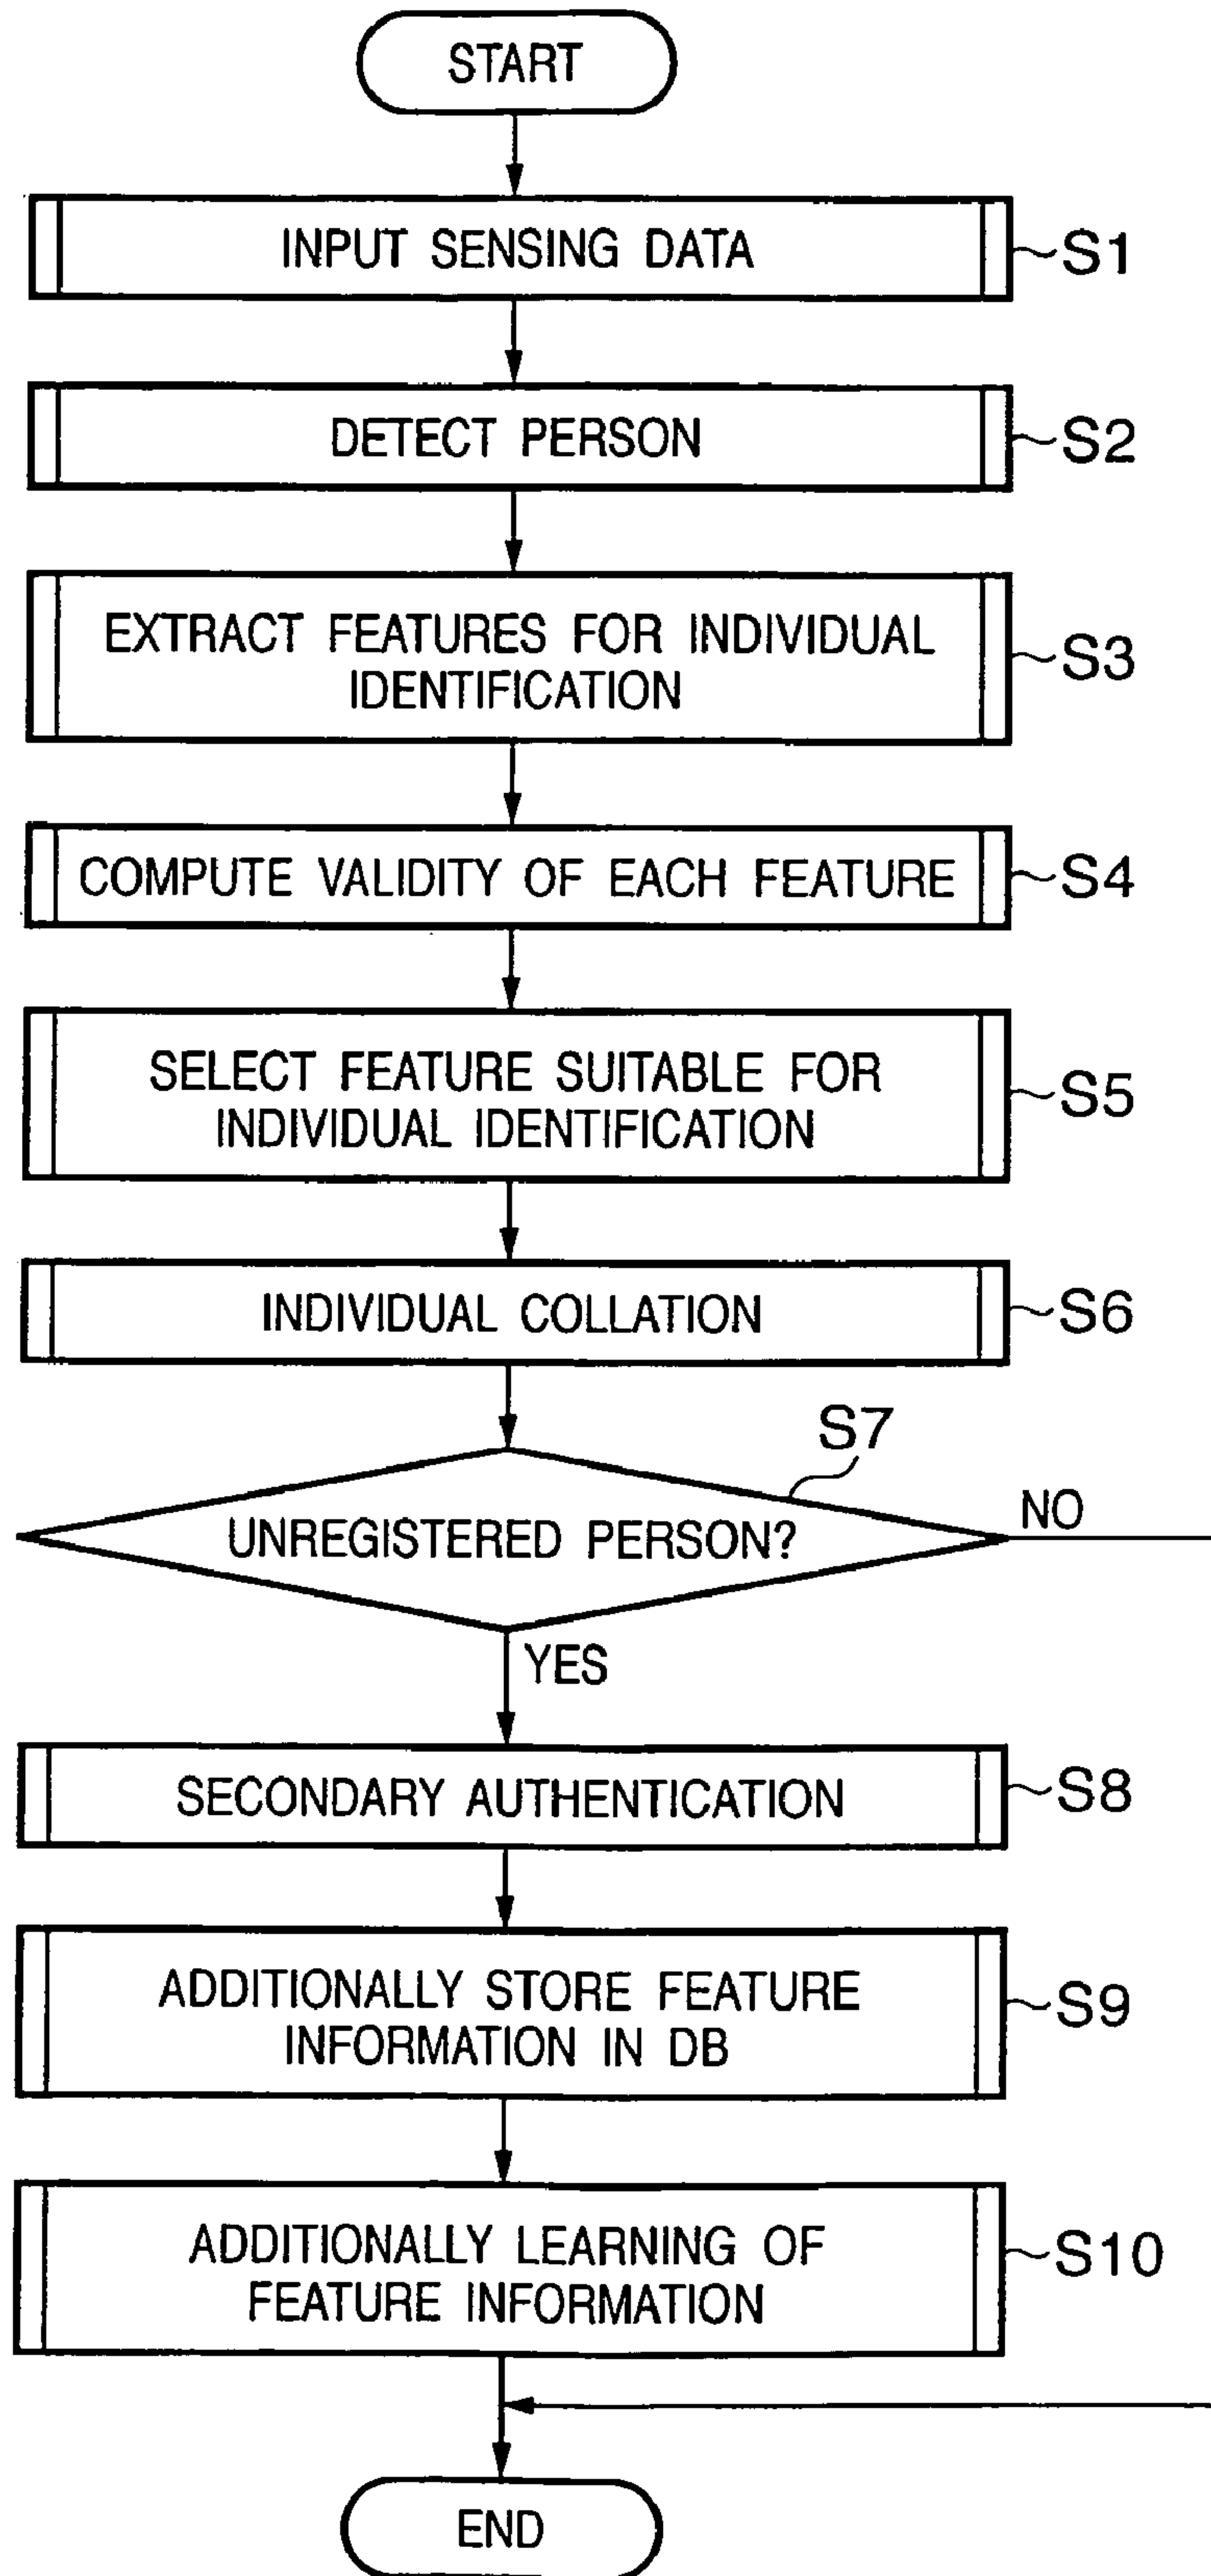 START
INPUT SENSING DATA
S1
DETECT PERSON
S2
EXTRACT FEATURES FOR INDIVIDUAL
IDENTIFICATION
S3
COMPUTE VALIDITY OF EACH FEATURE
S4
SELECT FEATURE SUITABLE FOR
INDIVIDUAL IDENTIFICATION
S5
INDIVIDUAL COLLATION
S6
S7
UNREGISTERED PERSON?
NO
YES
SECONDARY AUTHENTICATION
S8
ADDITIONALLY STORE FEATURE
INFORMATION IN DB
S9
ADDITIONALLY LEARNING OF
FEATURE INFORMATION
S10
END